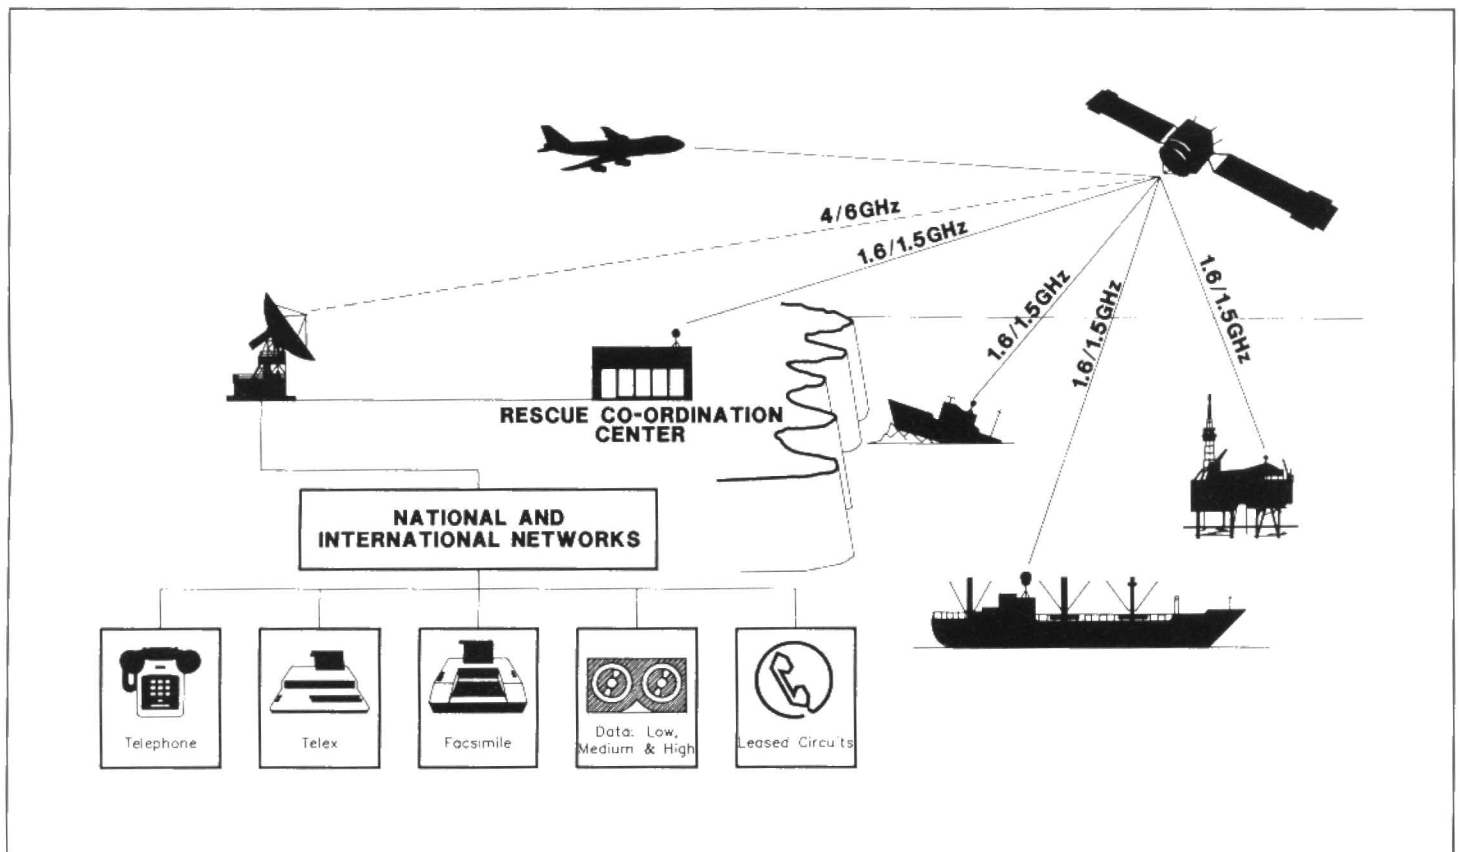 4/6GHz
1.6/1.5GHz
1.6/1.5GHz
1.6/1.5GHz
1.6/1.5GHz
RESCUE CO-ORDINATION
CENTER
NATIONAL AND
INTERNATIONAL NETWORKS
Telephone
Telex
Facsimile
Data: Low,
Medium & High
Leased Circuits